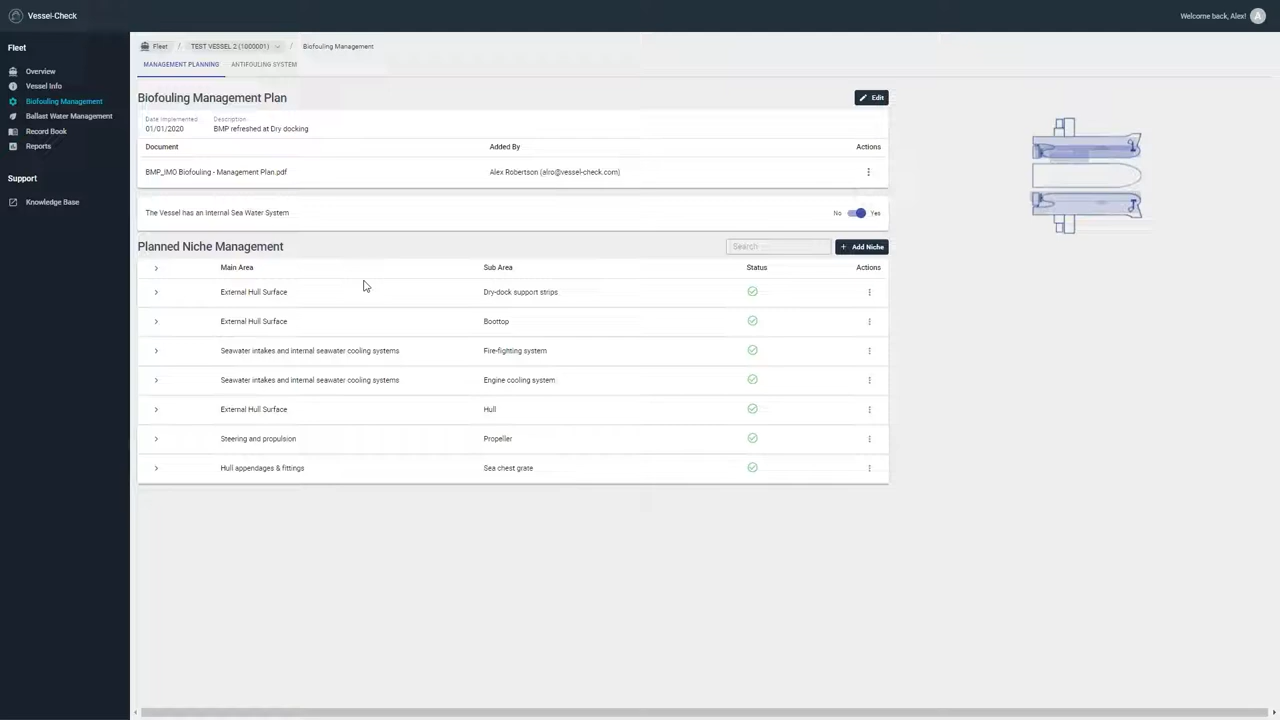 Vessel-Check
Welcome back, Alex!
A
Fleet
Overview
Vessel Info
Biofouling Management
Ballast Water Management
Record Book
Reports
Support
Knowledge Base
Fleet / TEST VESSEL 2 (1000001) / Biofouling Management
MANAGEMENT PLANNING ANTIFOULING SYSTEM
Biofouling Management Plan
Edit
Date Implemented Description
01/01/2020 BMP refreshed at Dry docking
Document Added By Actions
BMP_IMO Biofouling - Management Plan.pdf Alex Robertson (alro@vessel-check.com)
The Vessel has an Internal Sea Water System No Yes
Planned Niche Management Search + Add Niche
Main Area Sub Area Status Actions
External Hull Surface Dry-dock support strips
External Hull Surface Boottop
Seawater intakes and internal seawater cooling systems Fire-fighting system
Seawater intakes and internal seawater cooling systems Engine cooling system
External Hull Surface Hull
Steering and propulsion Propeller
Hull appendages & fittings Sea chest grate